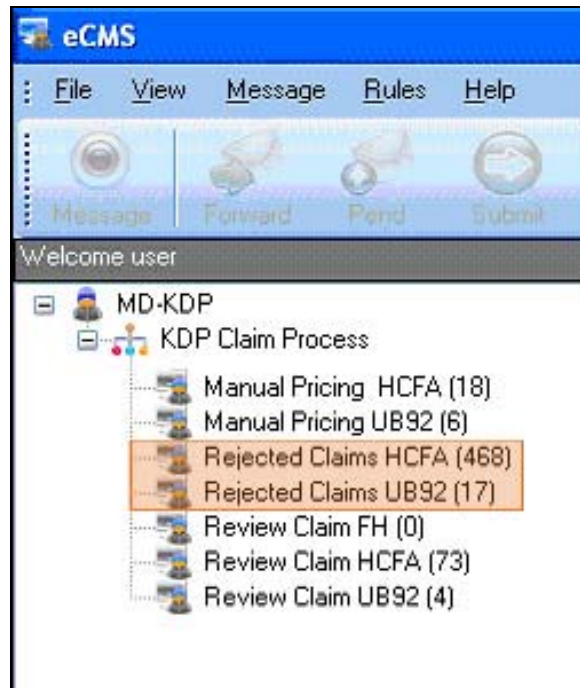 eCMS
File View Message Rules Help
Message Forward Pend Submit
Welcome user
MD-KDP
KDP Claim Process
Manual Pricing HCFA (18)
Manual Pricing UB92 (6)
Rejected Claims HCFA (468)
Rejected Claims UB92 (17)
Review Claim FH (0)
Review Claim HCFA (73)
Review Claim UB92 (4)